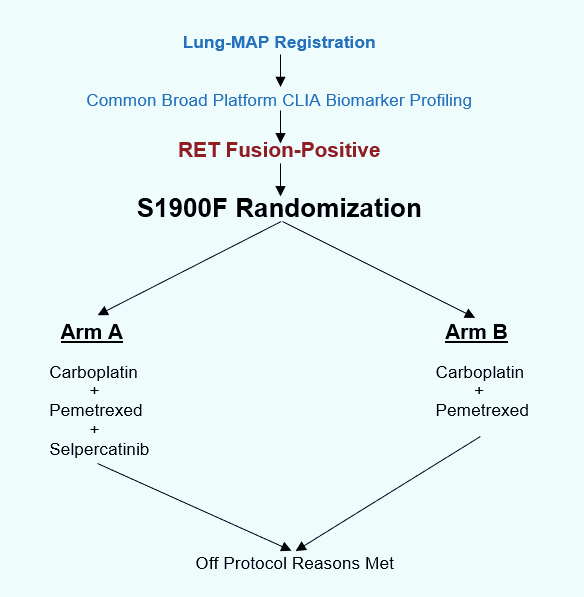 Lung-MAP Registration
Common Broad Platform CLIA Biomarker Profiling
RET Fusion-Positive
S1900F Randomization
Arm A
Carboplatin
+
Pemetrexed
+
Selpercatinib
Arm B
Carboplatin
+
Pemetrexed
Off Protocol Reasons Met